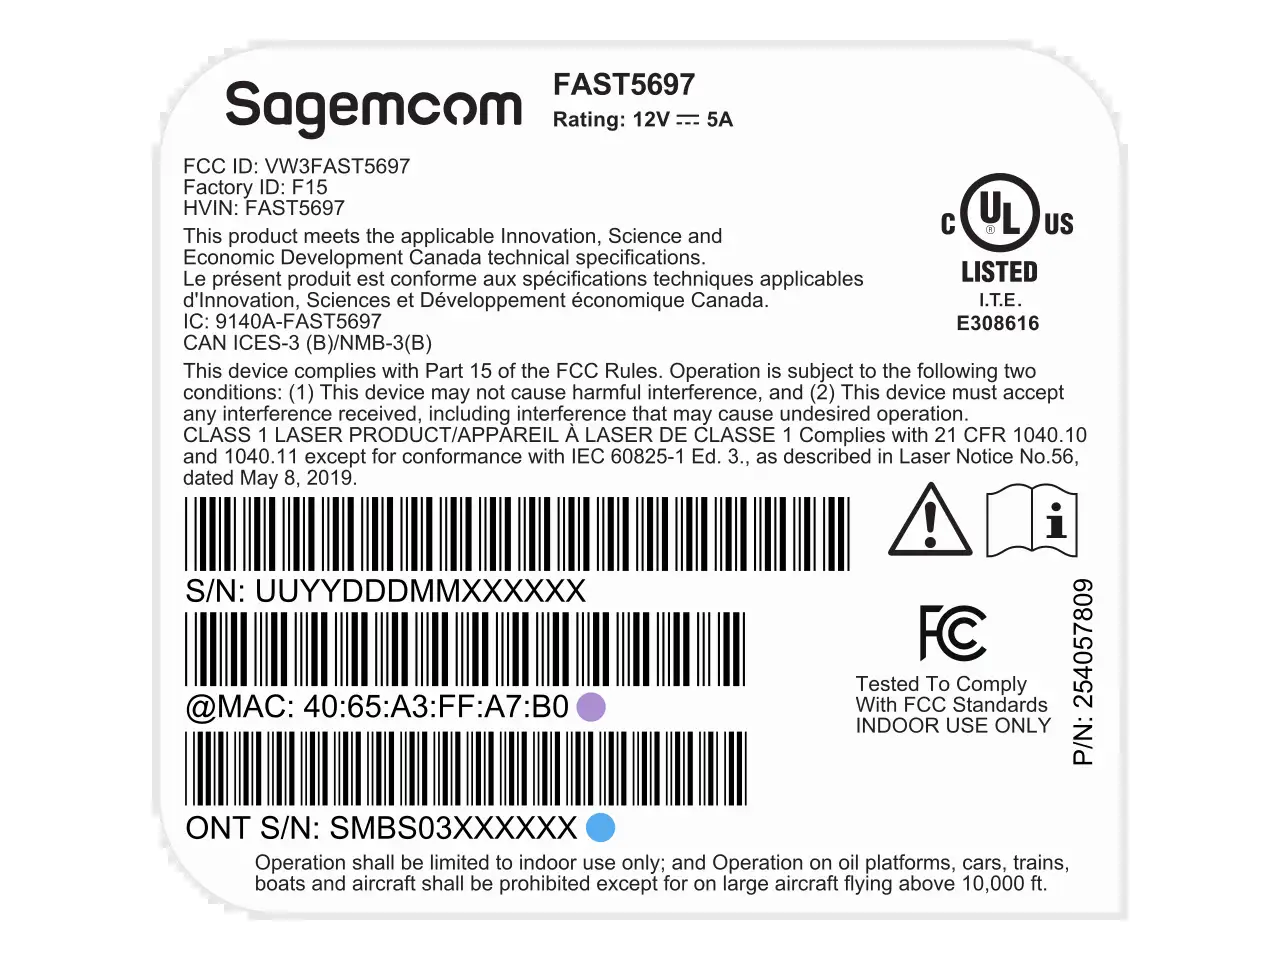 Sagemcom
FAST5697
Rating: 12V ⎓ 5A
FCC ID: VW3FAST5697
Factory ID: F15
HVIN: FAST5697
This product meets the applicable Innovation, Science and
Economic Development Canada technical specifications.
Le présent produit est conforme aux spécifications techniques applicables
d'Innovation, Sciences et Développement économique Canada.
IC: 9140A-FAST5697
CAN ICES-3 (B)/NMB-3(B)
C UL ® US
LISTED
I.T.E.
E308616
This device complies with Part 15 of the FCC Rules. Operation is subject to the following two
conditions: (1) This device may not cause harmful interference, and (2) This device must accept
any interference received, including interference that may cause undesired operation.
CLASS 1 LASER PRODUCT/APPAREIL À LASER DE CLASSE 1 Complies with 21 CFR 1040.10
and 1040.11 except for conformance with IEC 60825-1 Ed. 3., as described in Laser Notice No.56,
dated May 8, 2019.
S/N: UUYYDDDMMXXXXXX
@MAC: 40:65:A3:FF:A7:B0
ONT S/N: SMBS03XXXXXX
FC
Tested To Comply
With FCC Standards
INDOOR USE ONLY
P/N: 254057809
Operation shall be limited to indoor use only; and Operation on oil platforms, cars, trains,
boats and aircraft shall be prohibited except for on large aircraft flying above 10,000 ft.